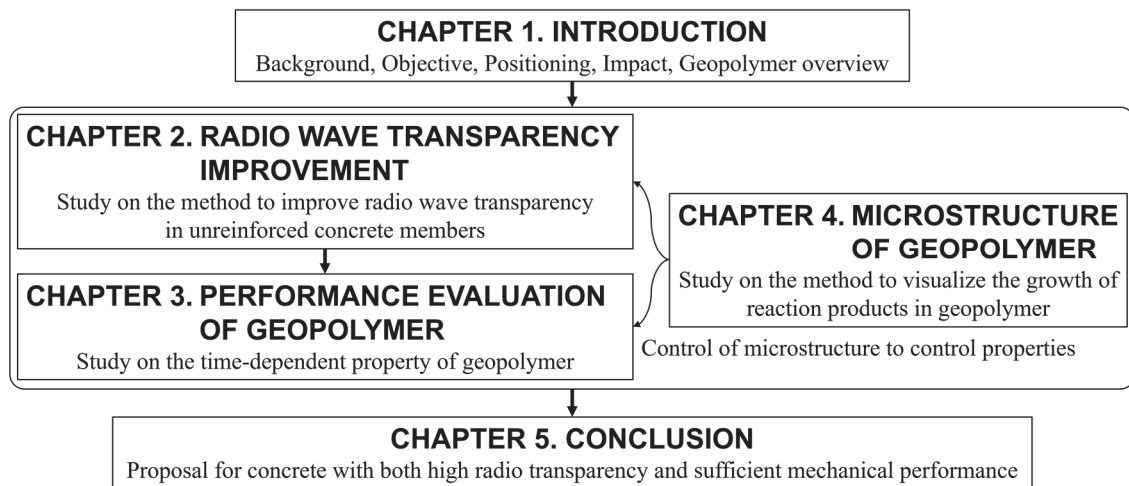 CHAPTER 1. INTRODUCTION
Background, Objective, Positioning, Impact, Geopolymer overview
CHAPTER 2. RADIO WAVE TRANSPARENCY
IMPROVEMENT
Study on the method to improve radio wave transparency
in unreinforced concrete members
CHAPTER 3. PERFORMANCE EVALUATION
OF GEOPOLYMER
Study on the time-dependent property of geopolymer
CHAPTER 4. MICROSTRUCTURE
OF GEOPOLYMER
Study on the method to visualize the growth of
reaction products in geopolymer
Control of microstructure to control properties
CHAPTER 5. CONCLUSION
Proposal for concrete with both high radio transparency and sufficient mechanical performance